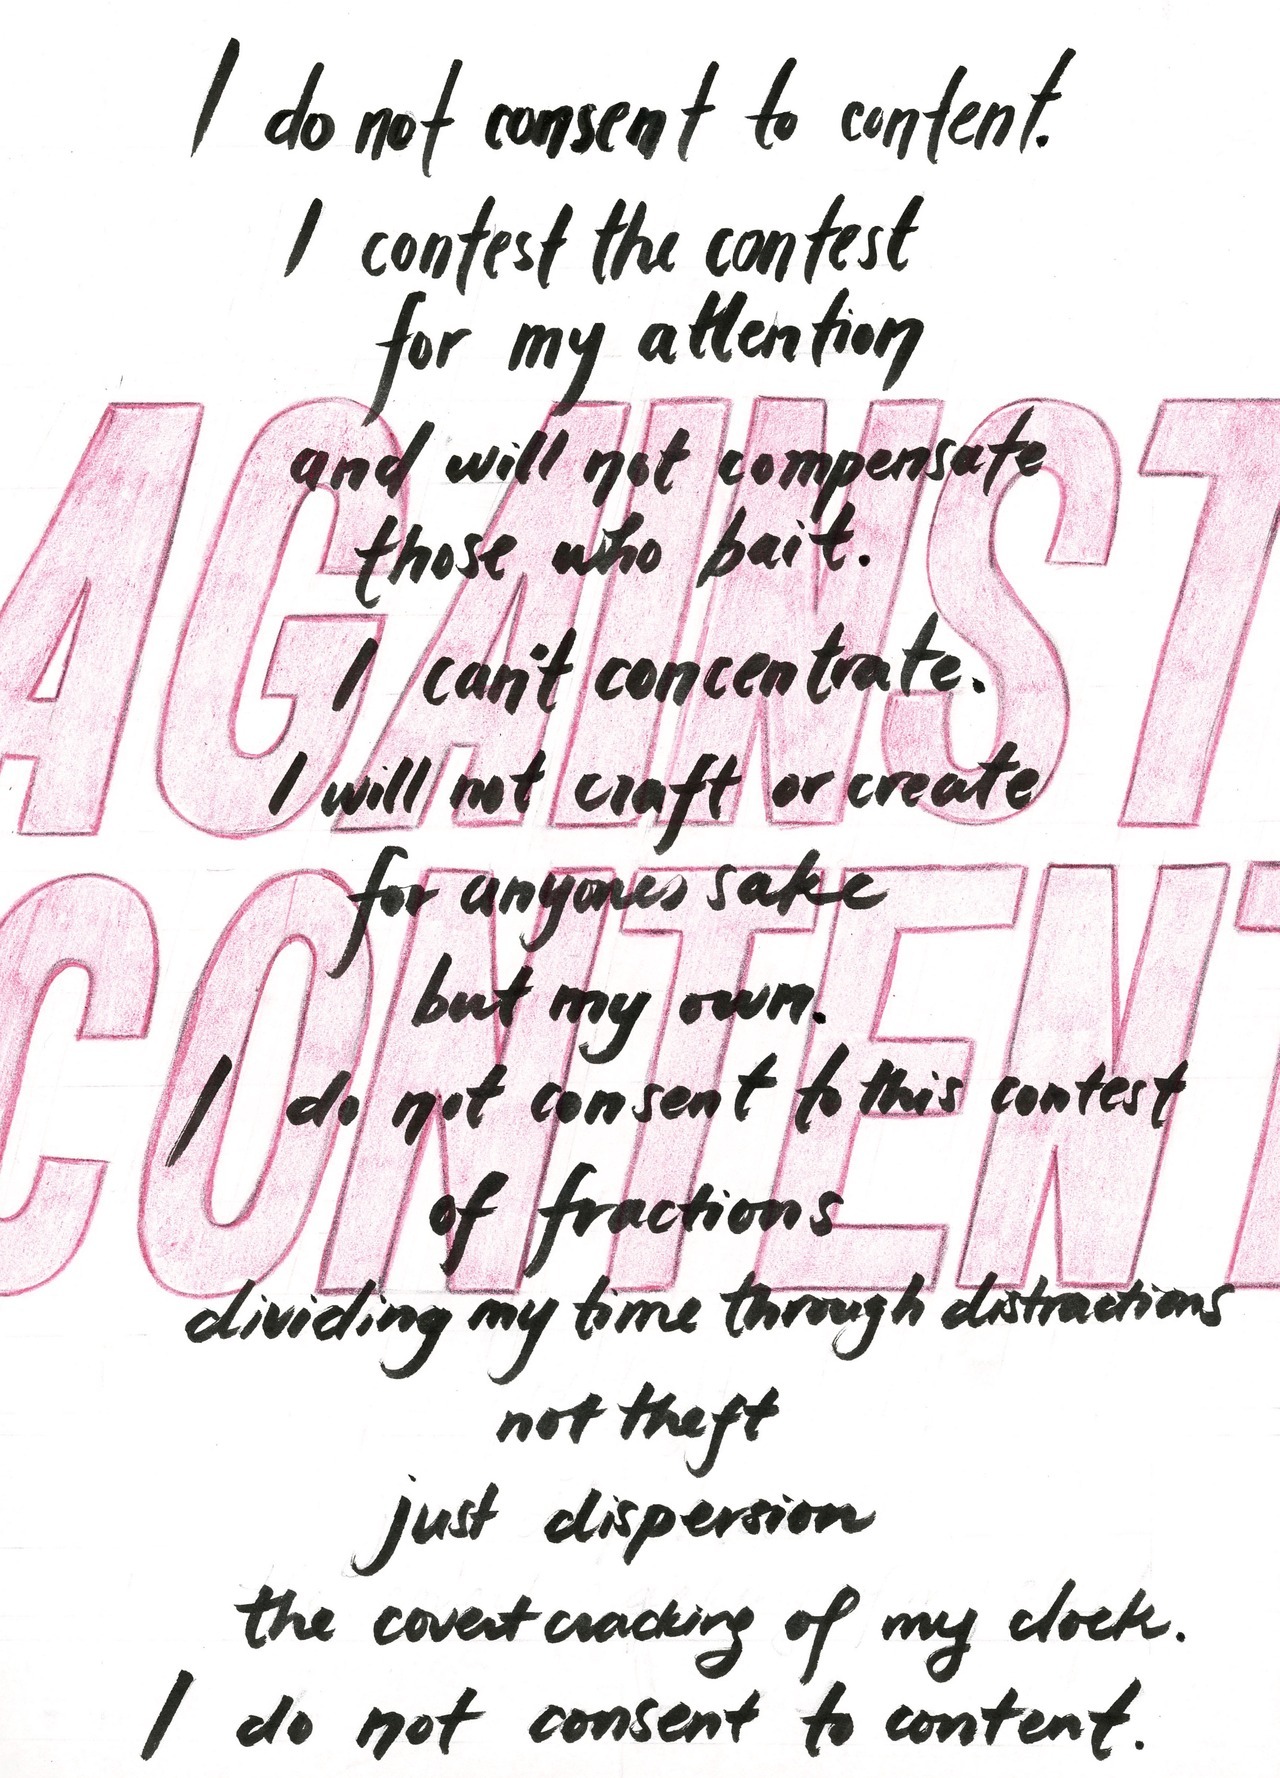 I do not consent to content.
I contest the contest
for my attention
AGAINST
and will not compensate
those who bait.
I can't concentrate.
I will not craft or create
CONTENT
for anyones sake
but my own.
I do not consent to this contest
of fractions
dividing my time through distractions
not theft
just dispersion
the covert cracking of my clock.
I do not consent to content.